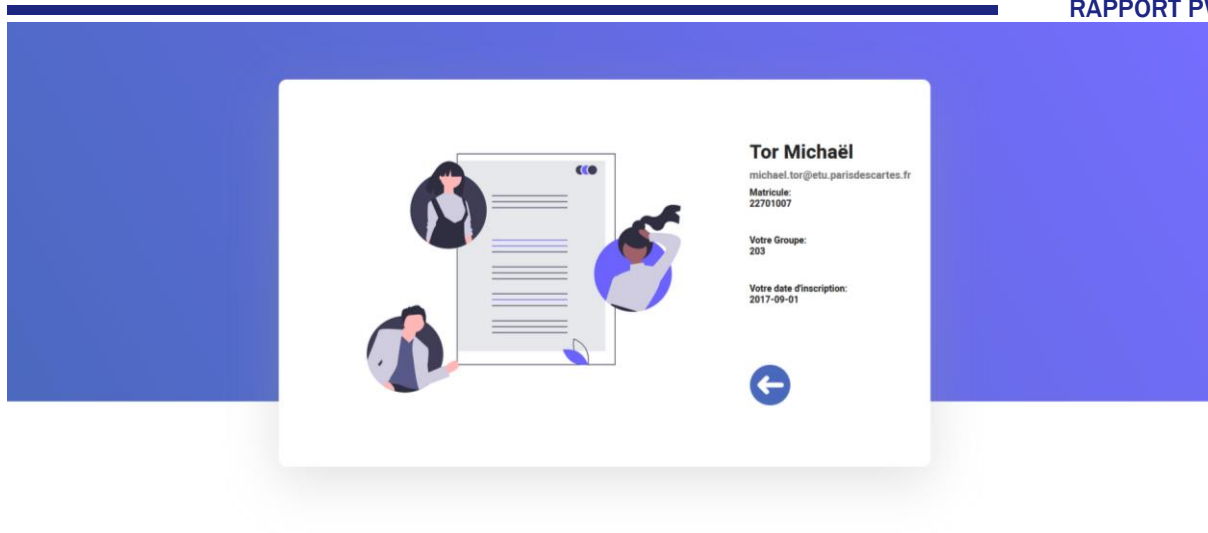 RAPPORT
Tor Michaël
michael.tor@etu.parisdescartes.fr
Matricule:
22701007
Votre Groupe:
203
Votre date d'inscription:
2017-09-01